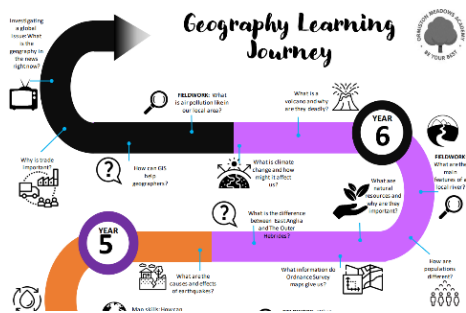 Geography Learning
Journey
ORMISTON MEADOWS ACADEMY
BE YOUR BEST
Investigating
a global
issue: What
is the
geography in
the news
right now?
FIELDWORK: What
is air pollution like in
our local area?
What is a
volcano and why
are they deadly?
YEAR
6
FIELDWORK
What are the
main
features of a
local river?
Why is trade
important?
How can GIS
help
geographers?
What is climate
change and how
might it affect
us?
What are
natural
resources and
why are they
important?
What is the difference
between East Anglia
and The Outer
Hebrides?
YEAR
5
What are the
causes and effects
of earthquakes?
What information do
Ordnance Survey
maps give us?
How are
populations
different?
Map skills: How can